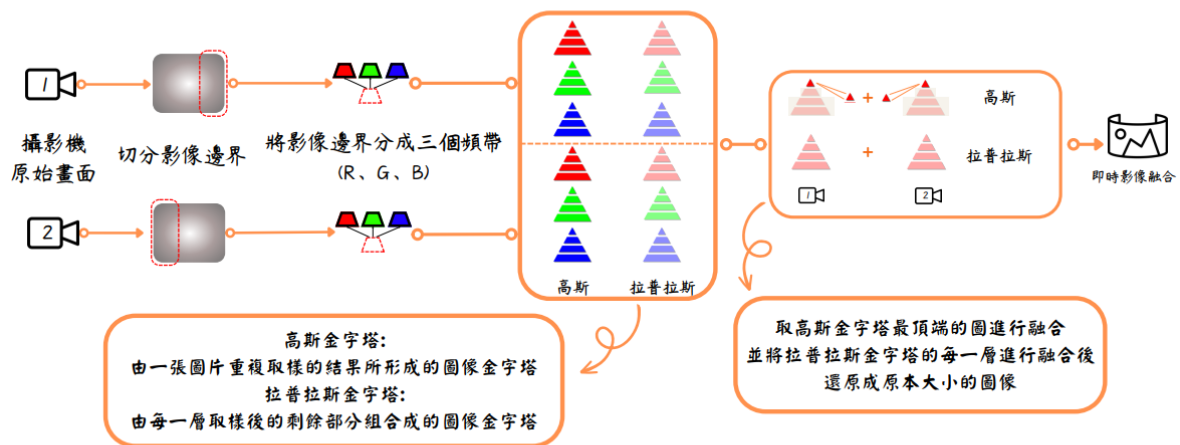 1
攝影機
原始畫面
切分影像邊界
將影像邊界分成三個頻帶
(R、G、B)
2
高斯
拉普拉斯
+
高斯
+
拉普拉斯
1
2
即時影像融合
高斯金字塔:
由一張圖片重複取樣的結果所形成的圖像金字塔
拉普拉斯金字塔:
由每一層取樣後的剩餘部分組合成的圖像金字塔
取高斯金字塔最頂端的圖進行融合
並將拉普拉斯金字塔的每一層進行融合後
還原成原本大小的圖像